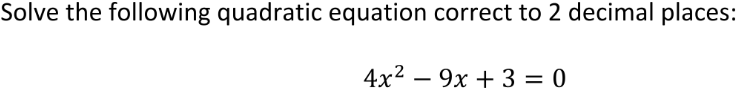 Solve the following quadratic equation correct to 2 decimal places:
4x² − 9x + 3 = 0